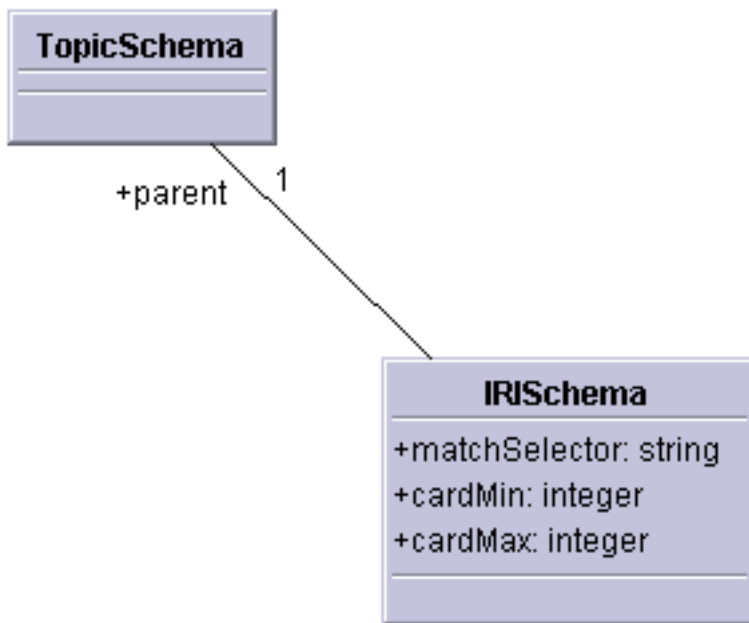 TopicSchema
+parent
1
IRISchema
+matchSelector: string
+cardMin: integer
+cardMax: integer